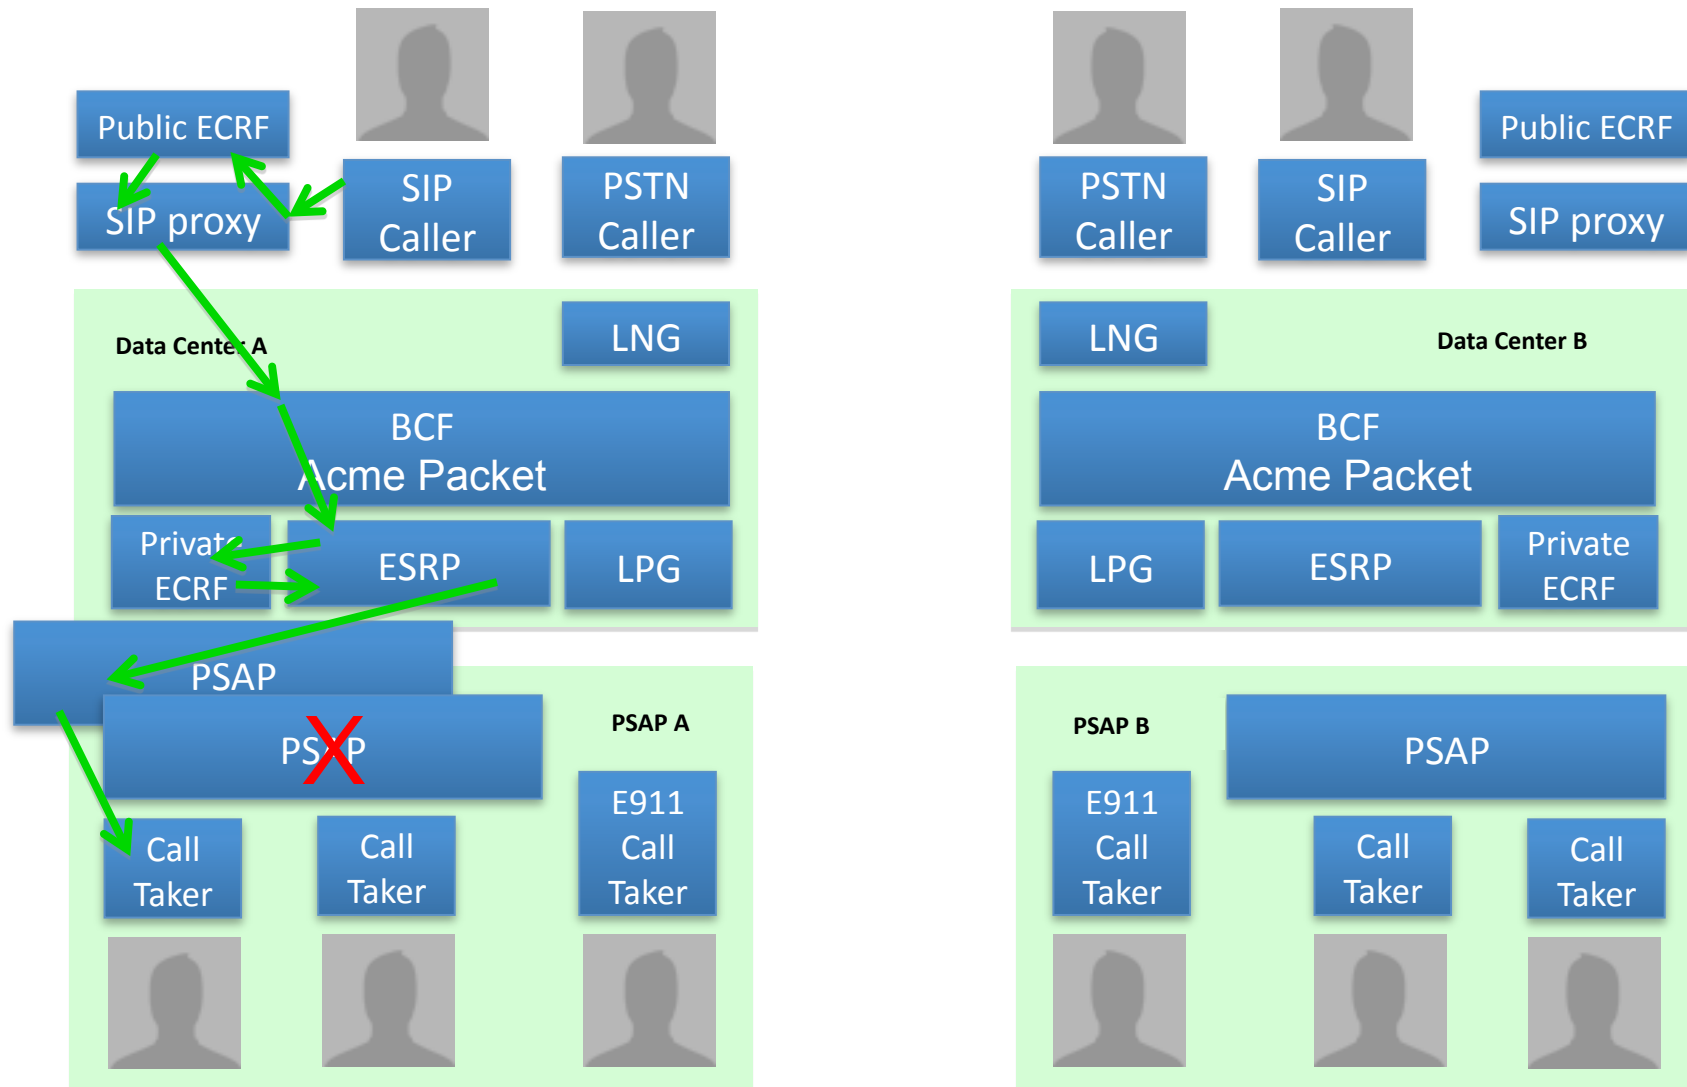 Public ECRF
SIP proxy
SIP
Caller
PSTN
Caller
PSTN
Caller
SIP
Caller
Public ECRF
SIP proxy
Data Center A
LNG
BCF
Acme Packet
Private
ECRF
ESRP
LPG
LNG
Data Center B
BCF
Acme Packet
LPG
ESRP
Private
ECRF
PSAP
PSAP
X
PSAP A
Call
Taker
Call
Taker
E911
Call
Taker
PSAP B
PSAP
E911
Call
Taker
Call
Taker
Call
Taker